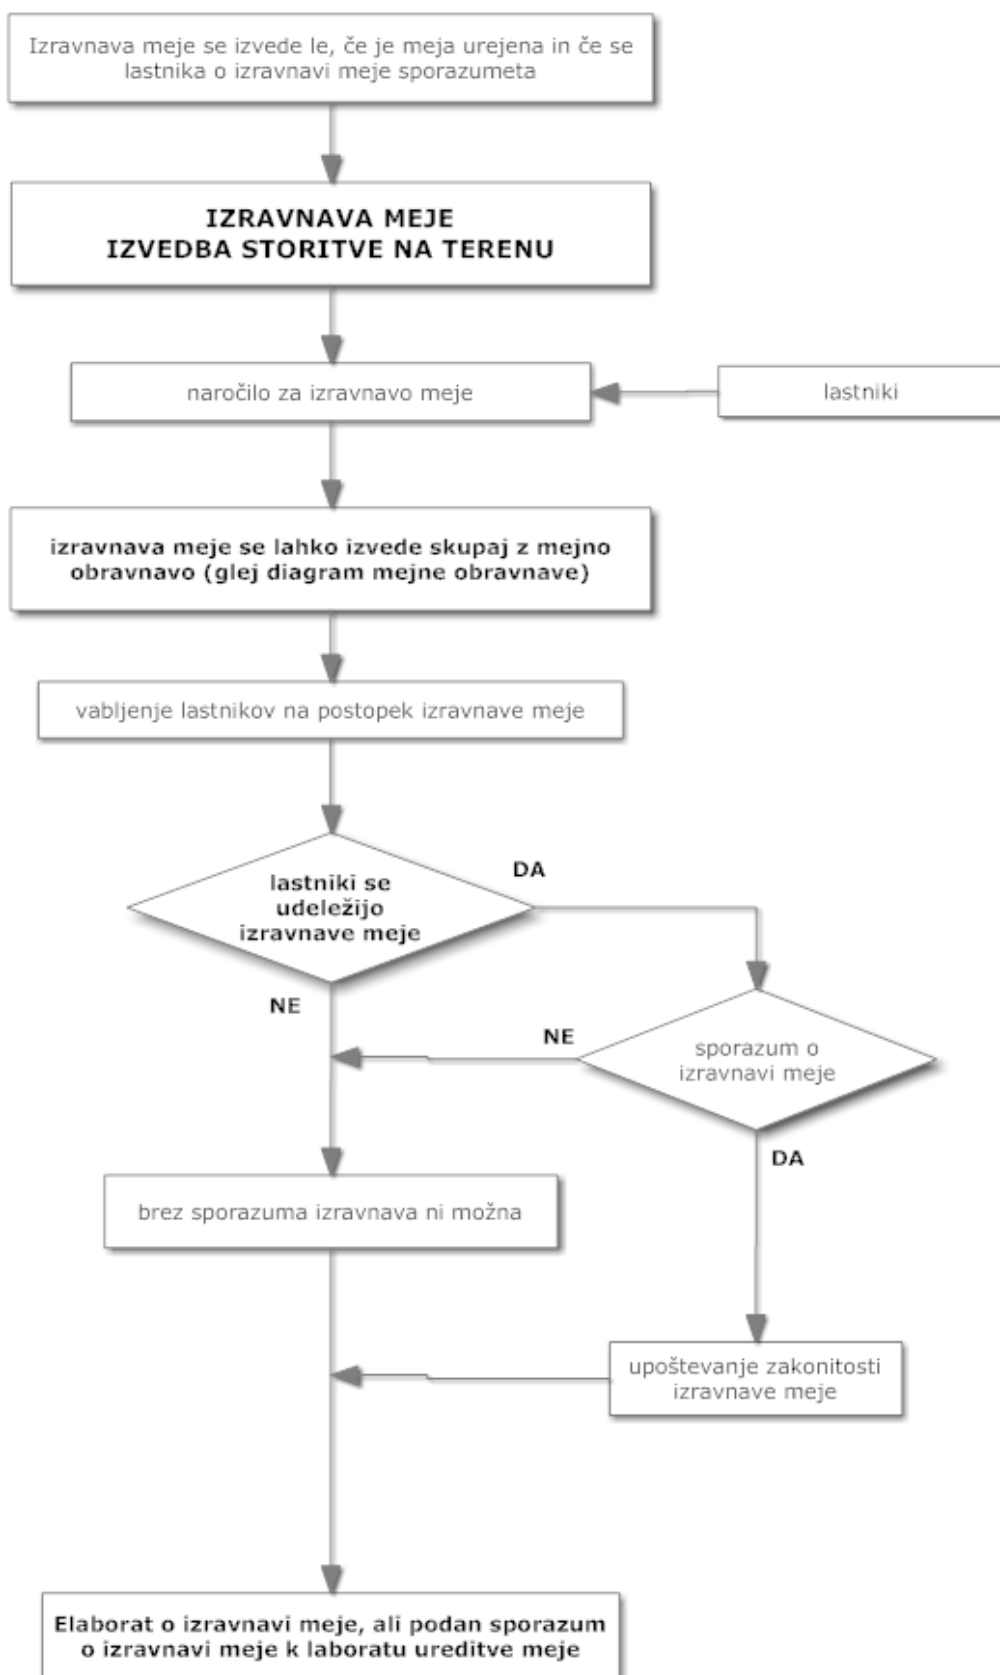 Izravnava meje se izvede le, če je meja urejena in če se
lastnika o izravnavi meje sporazumeta
IZRAVNAVA MEJE
IZVEDBA STORITVE NA TERENU
naročilo za izravnavo meje
lastniki
izravnava meje se lahko izvede skupaj z mejno
obravnavo (glej diagram mejne obravnave)
vabljenje lastnikov na postopek izravnave meje
lastniki se
udeležijo
izravnave meje
DA
NE
NE
sporazum o
izravnavi meje
DA
brez sporazuma izravnava ni možna
upoštevanje zakonitosti
izravnave meje
Elaborat o izravnavi meje, ali podan sporazum
o izravnavi meje k laboratu ureditve meje